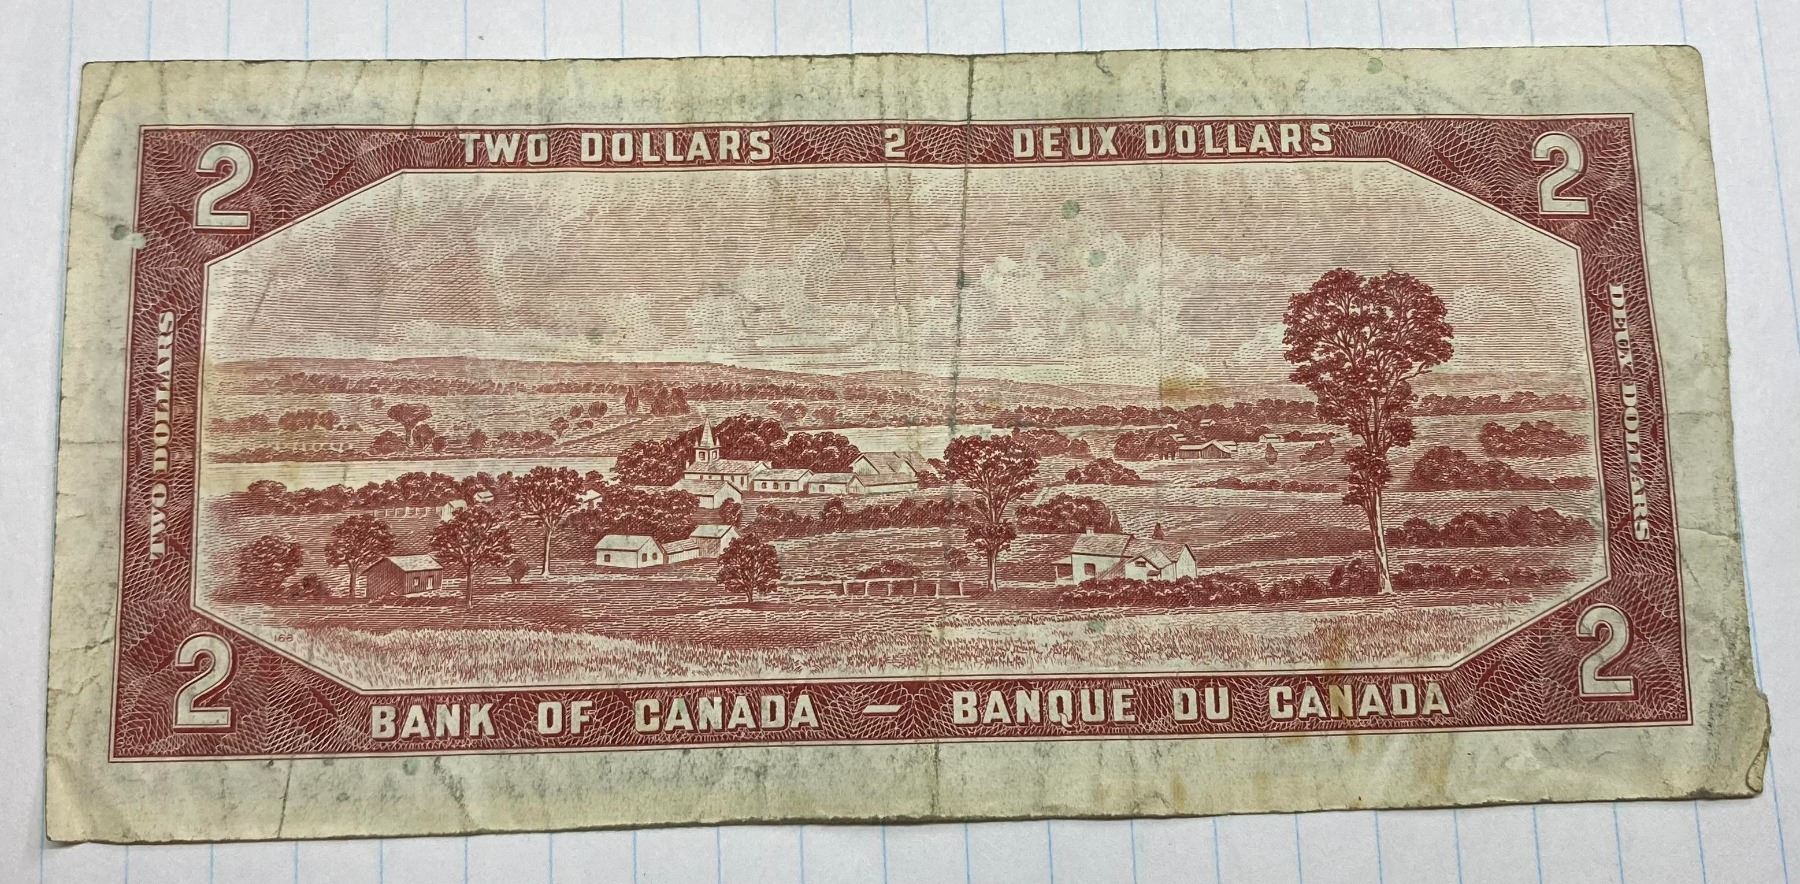 TWO DOLLARS 2 DEUX DOLLARS
2 2
TWO DOLLARS
DEUX DOLLARS
168
2 2
BANK OF CANADA – BANQUE DU CANADA